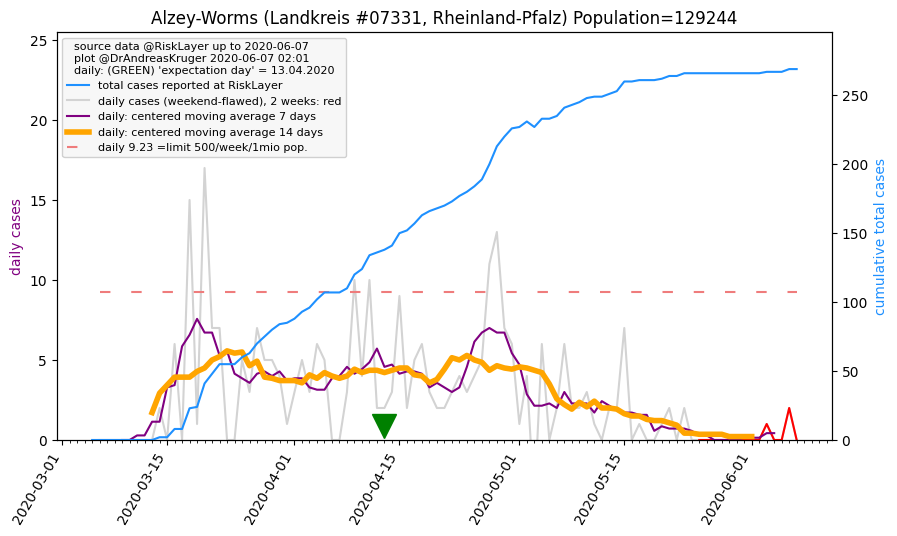 Alzey-Worms (Landkreis #07331, Rheinland-Pfalz) Population=129244
source data @RiskLayer up to 2020-06-07
plot @DrAndreasKruger 2020-06-07 02:01
daily: (GREEN) 'expectation day' = 13.04.2020
total cases reported at RiskLayer
daily cases (weekend-flawed), 2 weeks: red
daily: centered moving average 7 days
daily: centered moving average 14 days
daily 9.23 =limit 500/week/1mio pop.
daily cases
25
20
15
10
5
0
cumulative total cases
250
200
150
100
50
0
2020-03-01
2020-03-15
2020-04-01
2020-04-15
2020-05-01
2020-05-15
2020-06-01